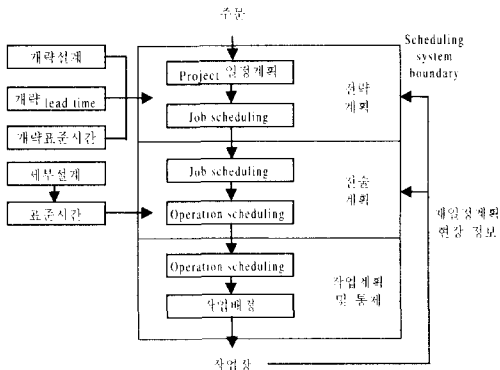 주문
Scheduling
system
boundary
개략설계
개략 lead time
개략표준시간
세부설계
표준시간
Project 일정계획
Job scheduling
전략
계획
Job scheduling
Operation scheduling
전술
계획
Operation scheduling
작업배정
작업계획
및 통제
재일정계획
현장 정보
작업장